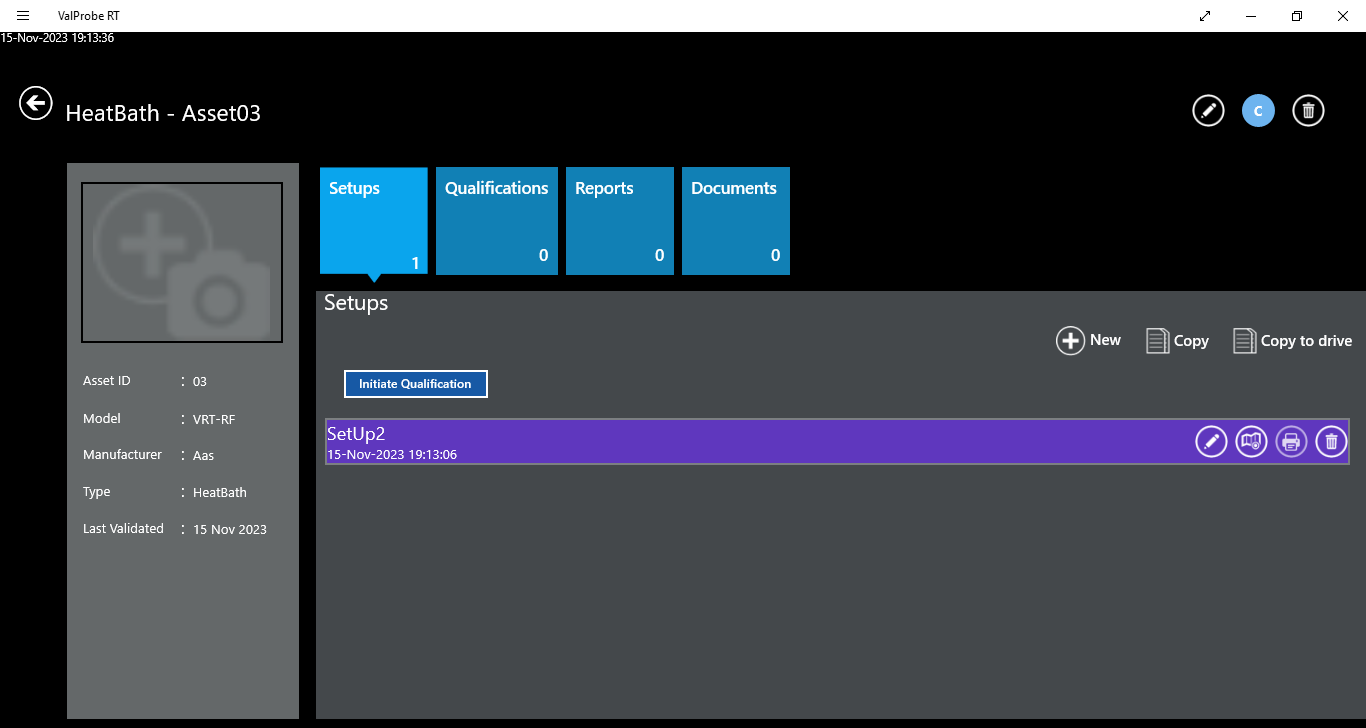 ValProbe RT
15-Nov-2023 19:13:36
HeatBath - Asset03
C
Setups
1
Qualifications
0
Reports
0
Documents
0
Asset ID : 03
Model : VRT-RF
Manufacturer : Aas
Type : HeatBath
Last Validated : 15 Nov 2023
Setups
New Copy Copy to drive
Initiate Qualification
SetUp2
15-Nov-2023 19:13:06